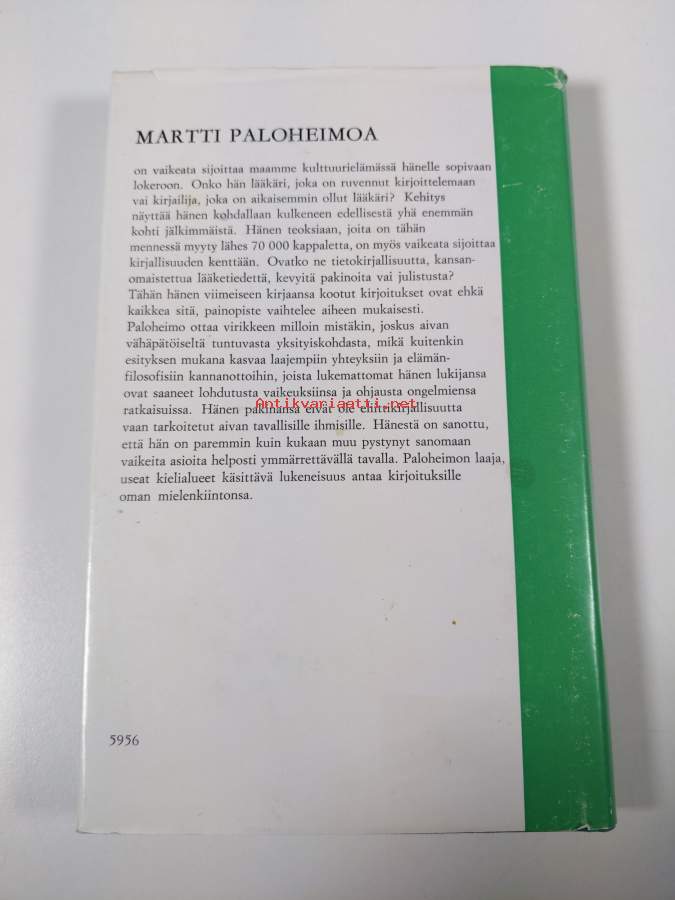 MARTTI PALOHEIMOA
on vaikeata sijoittaa maamme kulttuurielämässä hänelle sopivaan
lokeroon. Onko hän lääkäri, joka on ruvennut kirjoittelemaan
vai kirjailija, joka on aikaisemmin ollut lääkäri? Kehitys
näyttää hänen kohdallaan kulkeneen edellisestä yhä enemmän
kohti jälkimmäistä. Hänen teoksiaan, joita on tähän
mennessä myyty lähes 70 000 kappaletta, on myös vaikeata sijoittaa
kirjallisuuden kenttään. Ovatko ne tietokirjallisuutta, kansan-
omaistettua lääketiedettä, kevyitä pakinoita vai julistusta?
Tähän hänen viimeiseen kirjaansa kootut kirjoitukset ovat ehkä
kaikkea sitä, painopiste vaihtelee aiheen mukaisesti.
Paloheimo ottaa virikkeen milloin mistäkin, joskus aivan
vähäpätöiseltä tuntuvasta yksityiskohdasta, mikä kuitenkin
esityksen mukana kasvaa laajempiin yhteyksiin ja elämän-
filosofisiin kannanottoihin, joista lukemattomat hänen lukijansa
ovat saaneet lohdutusta vaikeuksiinsa ja ohjausta ongelmiensa
Antikvariaatti.net
ratkaisuissa. Hänen pakinansa eivät ole eliittikirjallisuutta
vaan tarkoitetut aivan tavallisille ihmisille. Hänestä on sanottu,
että hän on paremmin kuin kukaan muu pystynyt sanomaan
vaikeita asioita helposti ymmärrettävällä tavalla. Paloheimon laaja,
useat kielialueet käsittävä lukeneisuus antaa kirjoituksille
oman mielenkiintonsa.
5956